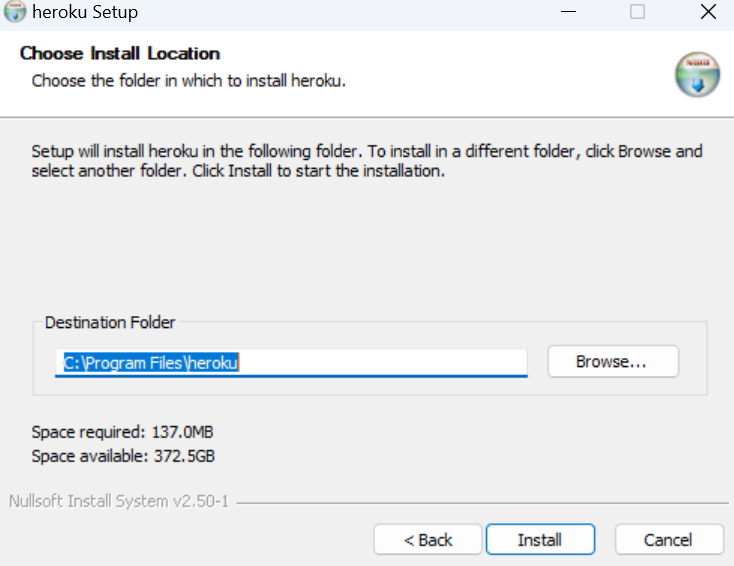 heroku Setup
Choose Install Location
Choose the folder in which to install heroku.
NSIS
Setup will install heroku in the following folder. To install in a different folder, click Browse and
select another folder. Click Install to start the installation.
Destination Folder
C:\Program Files\heroku
Browse...
Space required: 137.0MB
Space available: 372.5GB
Nullsoft Install System v2.50-1
< Back
Install
Cancel